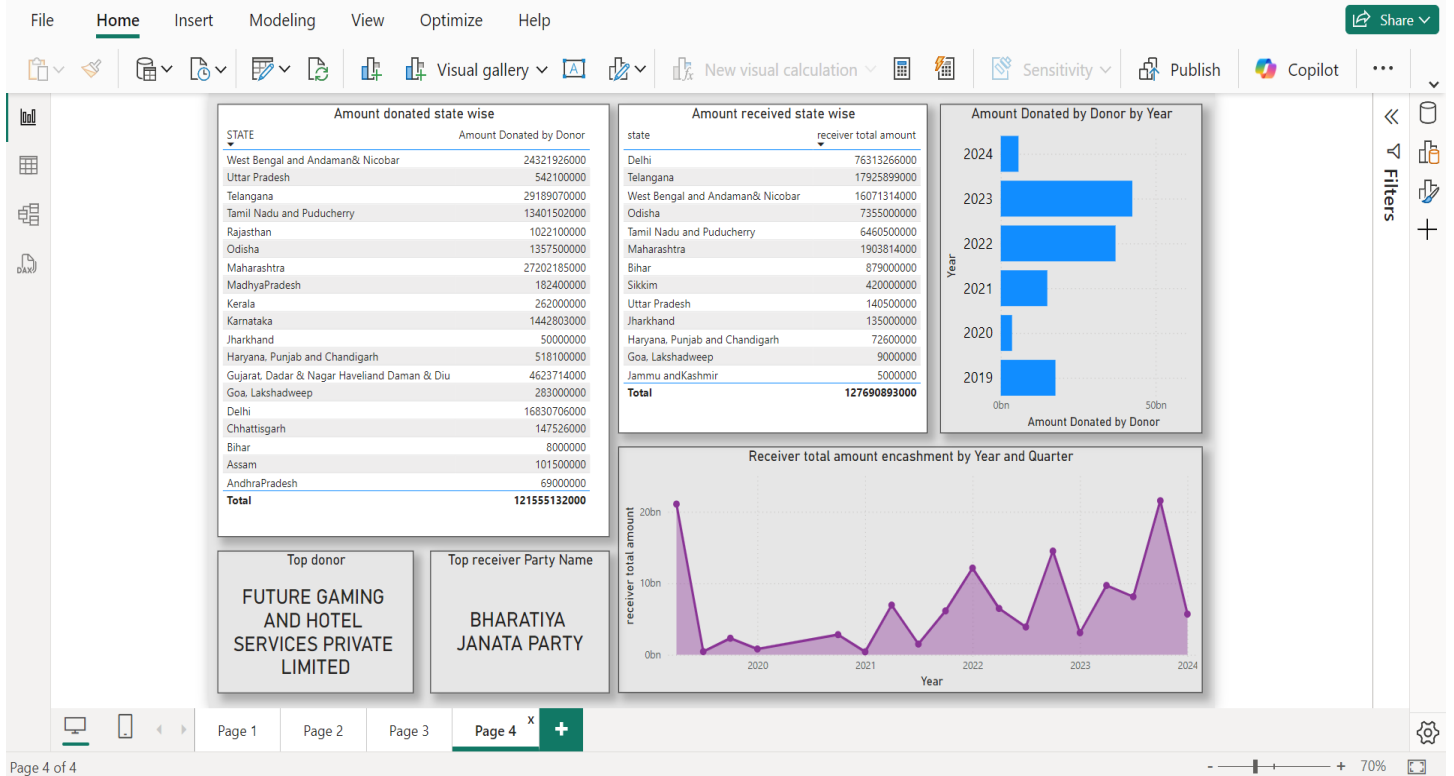 File Home Insert Modeling View Optimize Help Share
Visual gallery A New visual calculation Sensitivity Publish Copilot ...
Amount donated state wise
STATE Amount Donated by Donor
West Bengal and Andaman& Nicobar 24321926000
Uttar Pradesh 542100000
Telangana 29189070000
Tamil Nadu and Puducherry 13401502000
Rajasthan 1022100000
Odisha 1357500000
Maharashtra 27202185000
MadhyaPradesh 182400000
Kerala 262000000
Karnataka 1442803000
Jharkhand 50000000
Haryana, Punjab and Chandigarh 518100000
Gujarat, Dadar & Nagar Haveliand Daman & Diu 4623714000
Goa, Lakshadweep 283000000
Delhi 16830706000
Chhattisgarh 147526000
Bihar 8000000
Assam 101500000
AndhraPradesh 69000000
Total 121555132000
Amount received state wise
state receiver total amount
Delhi 76313266000
Telangana 17925899000
West Bengal and Andaman& Nicobar 16071314000
Odisha 7355000000
Tamil Nadu and Puducherry 6460500000
Maharashtra 1903814000
Bihar 879000000
Sikkim 420000000
Uttar Pradesh 140500000
Jharkhand 135000000
Haryana, Punjab and Chandigarh 72600000
Goa, Lakshadweep 9000000
Jammu andKashmir 5000000
Total 127690893000
Amount Donated by Donor by Year
Year
2024
2023
2022
2021
2020
2019
0bn 50bn
Amount Donated by Donor
Filters
DAX
Top donor
FUTURE GAMING
AND HOTEL
SERVICES PRIVATE
LIMITED
Top receiver Party Name
BHARATIYA
JANATA PARTY
Receiver total amount encashment by Year and Quarter
receiver total amount
20bn
10bn
0bn
2020 2021 2022 2023 2024
Year
Page 1 Page 2 Page 3 Page 4 x +
Page 4 of 4 - + 70%